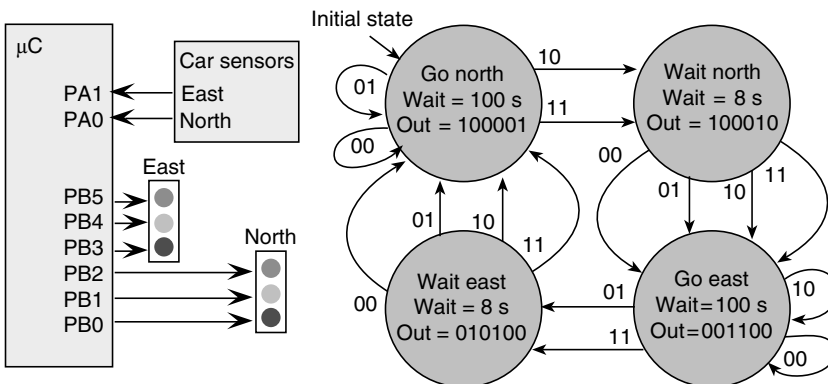 μC
Car sensors
PA1
East
PA0
North
East
PB5
PB4
PB3
North
PB2
PB1
PB0
Initial state
01
00
Go north
Wait = 100 s
Out = 100001
10
11
Wait north
Wait = 8 s
Out = 100010
00
01
10
11
01
10
11
00
Wait east
Wait = 8 s
Out = 010100
01
11
Go east
Wait=100 s
Out=001100
10
00